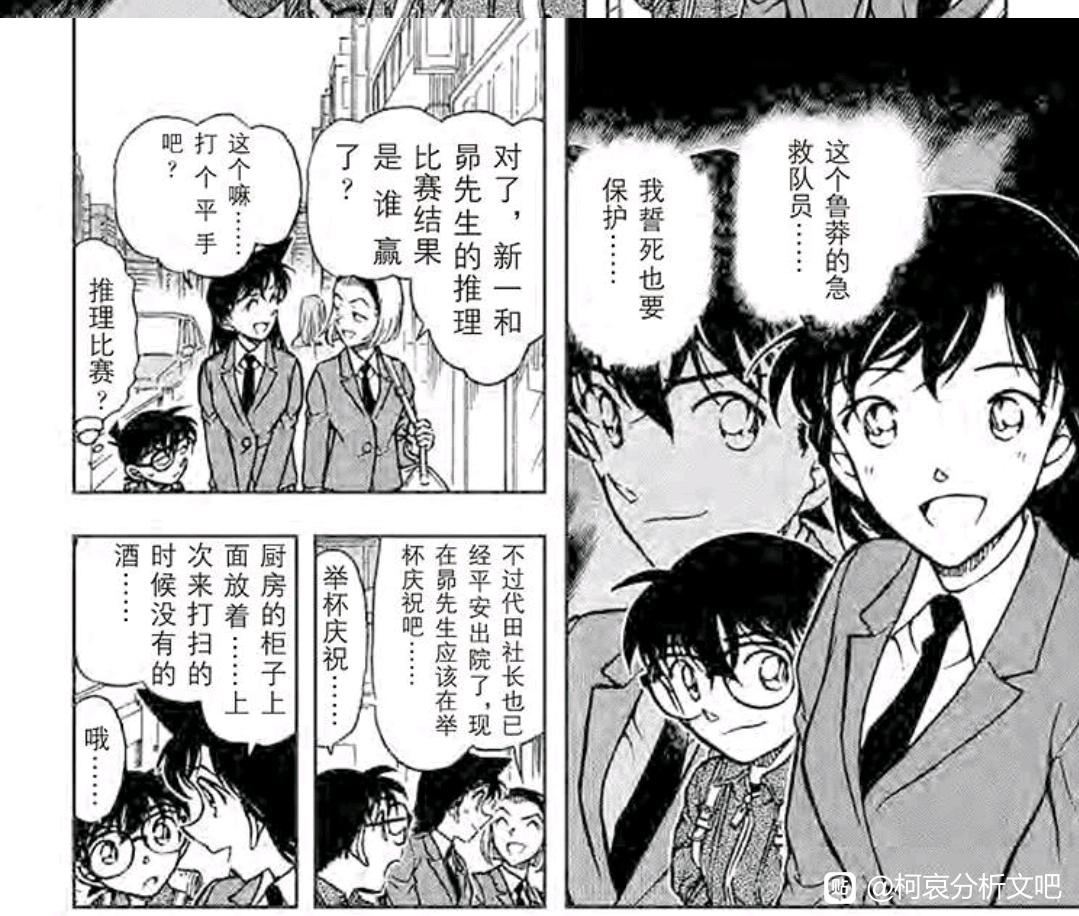 这个鲁莽的急
救队员……
我誓死也要
保护……
对了，新一和
昴先生的推理
比赛结果
是谁赢
了？
这个嘛……
打个平手
吧？
推理比赛？
不过代田社长也已
经平安出院了，现
在昴先生应该在举
杯庆祝吧……
举杯庆祝……
厨房的柜子上
面放着……上
次来打扫的
时候没有的
酒……
哦……
贴 @柯哀分析文吧